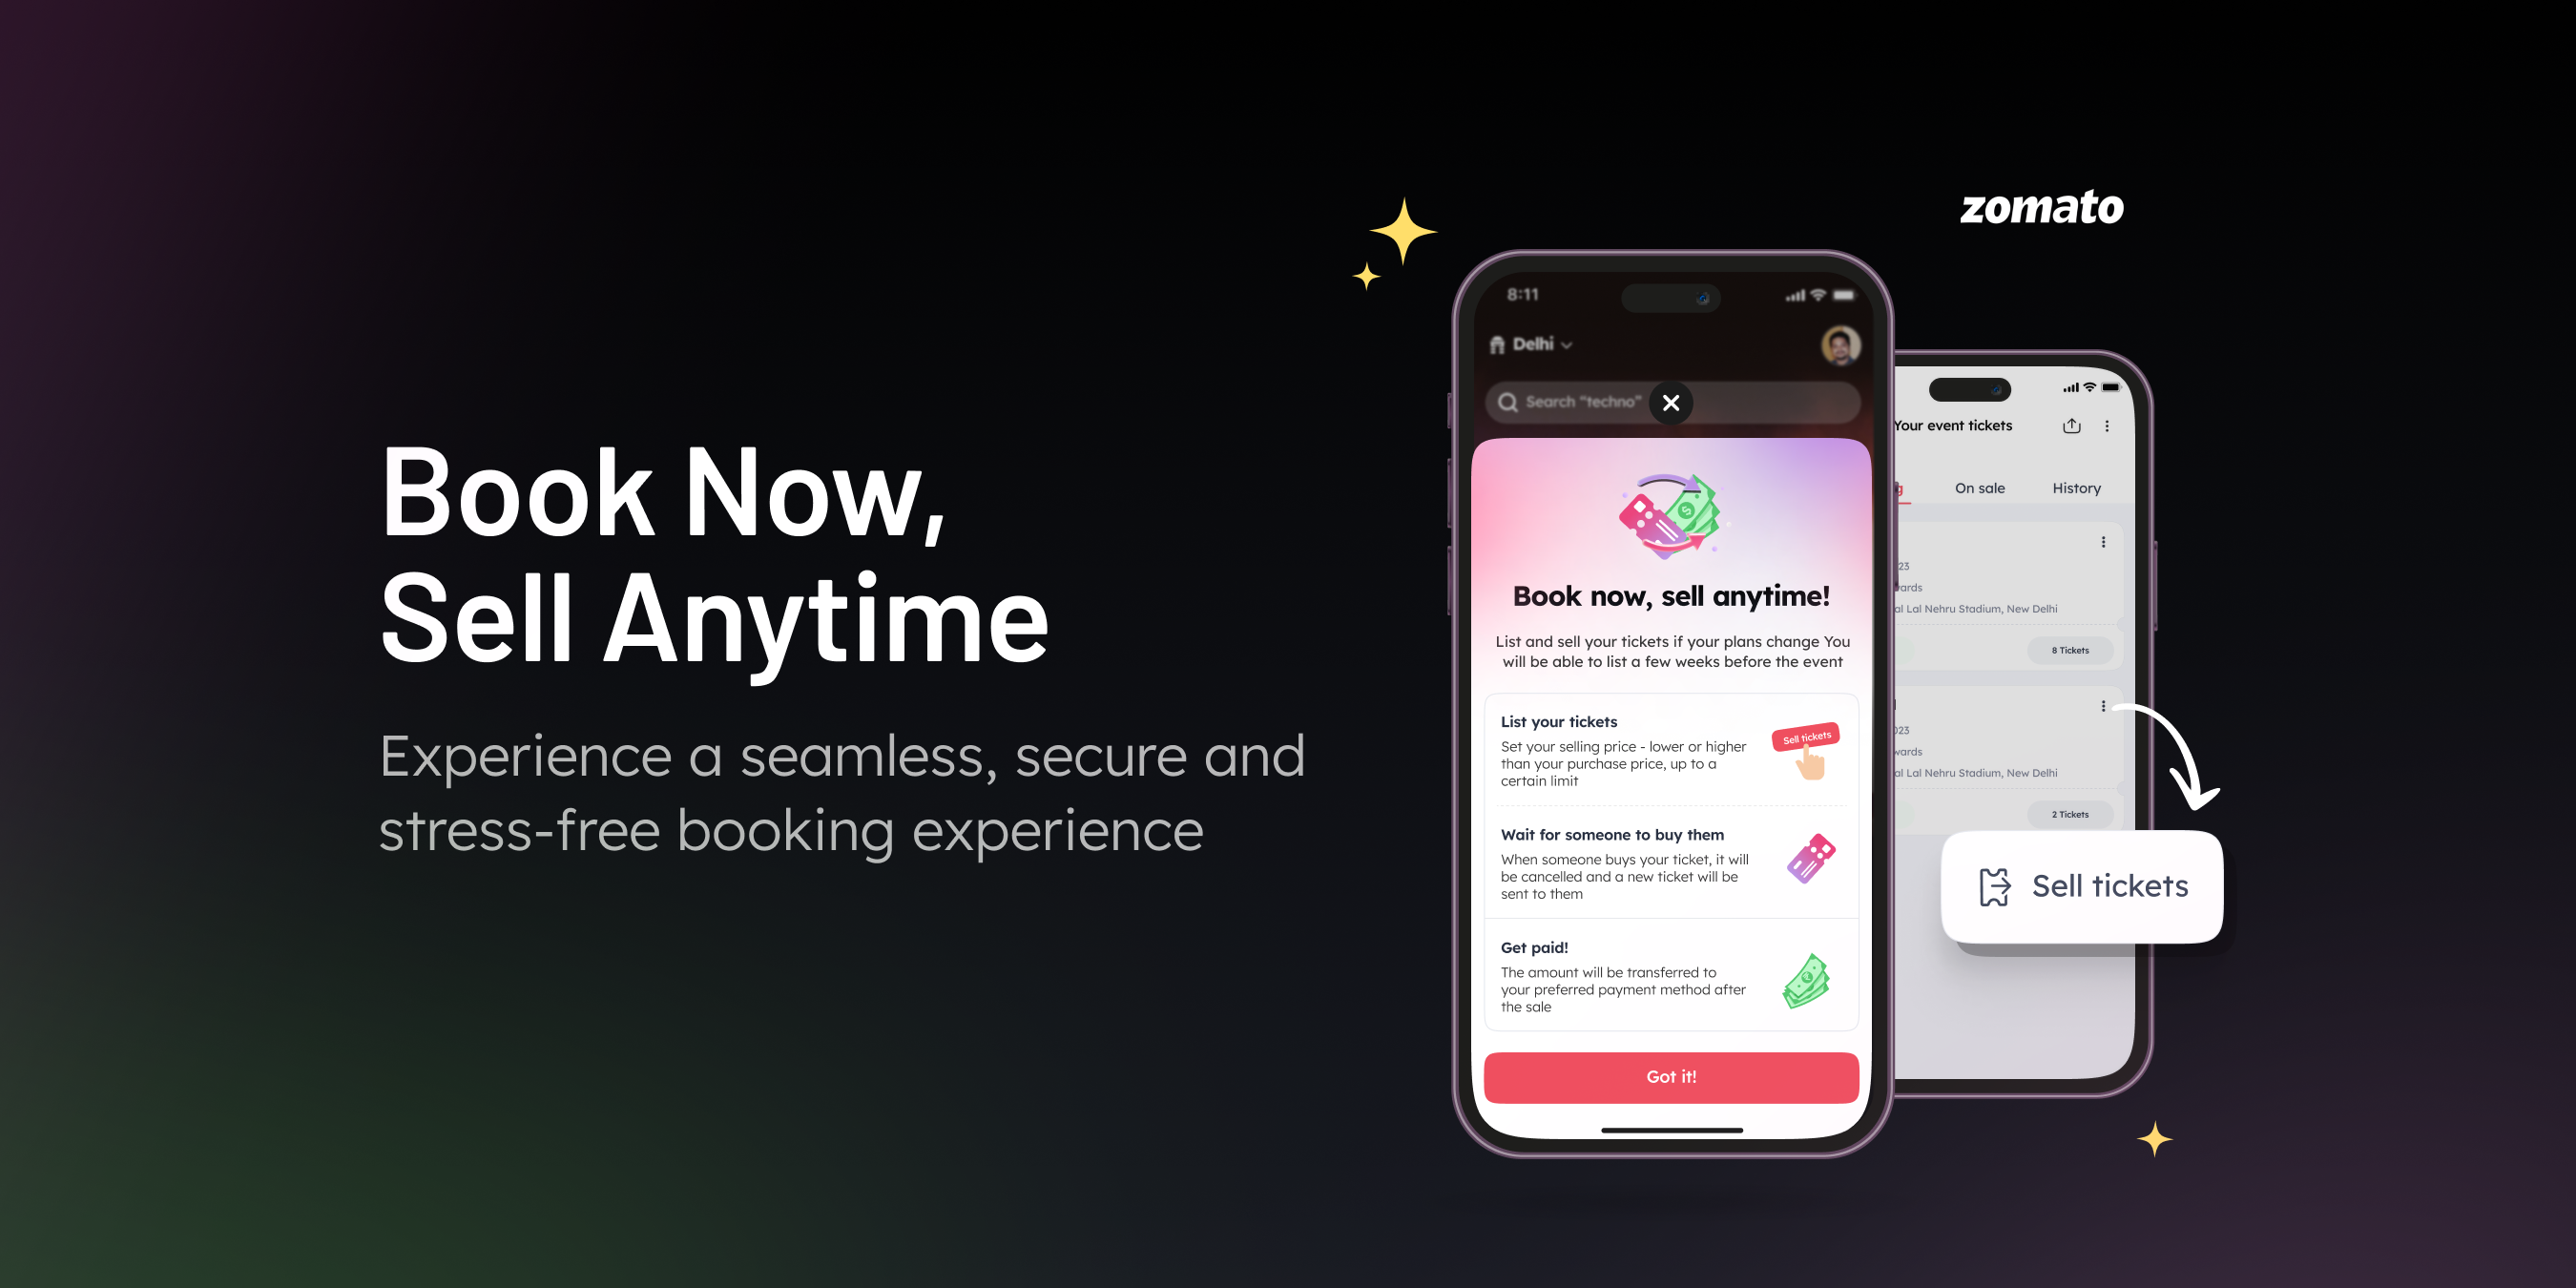 Book Now,
Sell Anytime
Experience a seamless, secure and
stress-free booking experience
zomato
8:11
Delhi
Search "techno"
Book now, sell anytime!
List and sell your tickets if your plans change You
will be able to list a few weeks before the event
List your tickets
Set your selling price - lower or higher
than your purchase price, up to a
certain limit
Sell tickets
Wait for someone to buy them
When someone buys your ticket, it will
be cancelled and a new ticket will be
sent to them
Get paid!
The amount will be transferred to
your preferred payment method after
the sale
Got it!
Your event tickets
On sale
History
Lal Nehru Stadium, New Delhi
8 Tickets
Lal Nehru Stadium, New Delhi
2 Tickets
Sell tickets